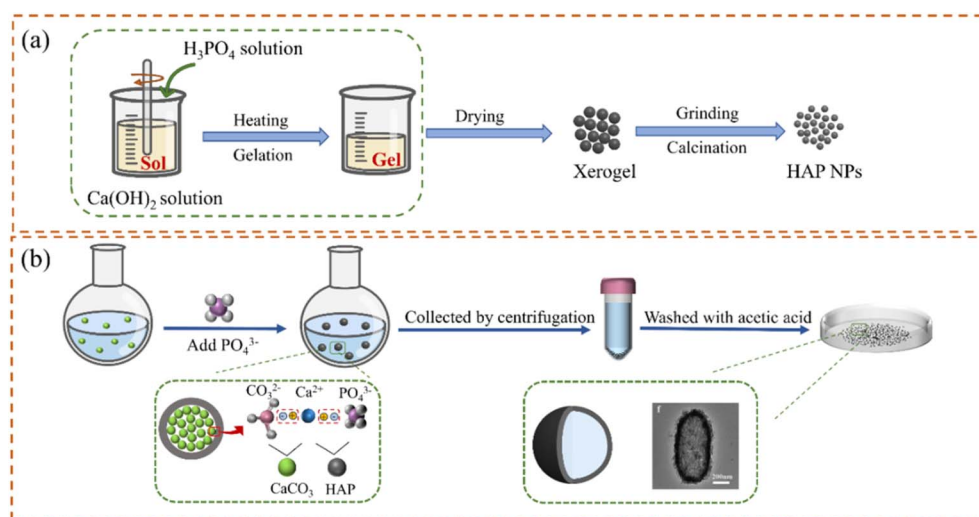 (a)
H₃PO₄ solution
Sol
Ca(OH)₂ solution
Heating
Gelation
Gel
Drying
Xerogel
Grinding
Calcination
HAP NPs
(b)
Add PO₄³⁻
Collected by centrifugation
Washed with acetic acid
CO₃²⁻ Ca²⁺ PO₄³⁻
CaCO₃
HAP
f
200nm